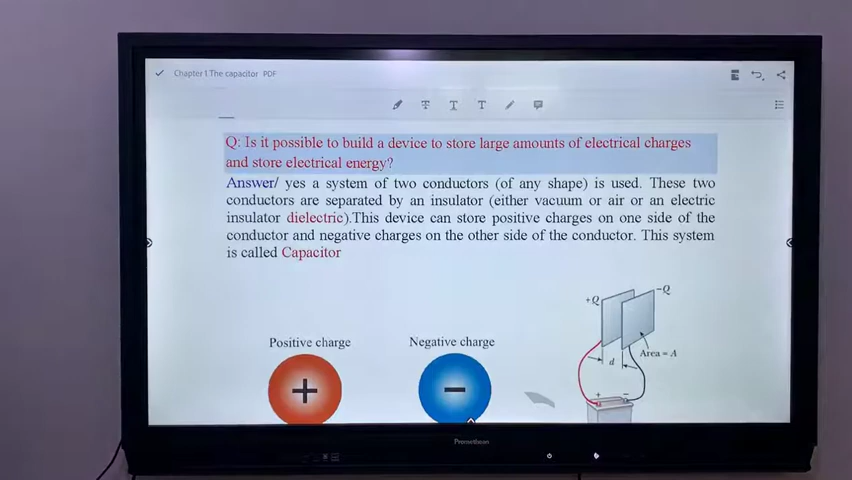 Chapter 1 The capacitor PDF
Q: Is it possible to build a device to store large amounts of electrical charges
and store electrical energy?
Answer/ yes a system of two conductors (of any shape) is used. These two
conductors are separated by an insulator (either vacuum or air or an electric
insulator dielectric).This device can store positive charges on one side of the
conductor and negative charges on the other side of the conductor. This system
is called Capacitor
+Q
−Q
Positive charge
Negative charge
Area = A
d
+
−
+ −
Promethean